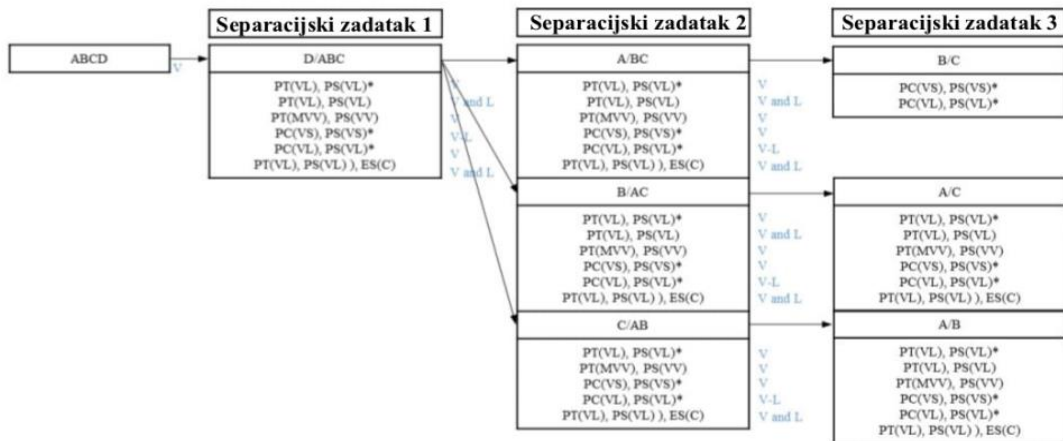 Separacijski zadatak 1
Separacijski zadatak 2
Separacijski zadatak 3
ABCD
V
D/ABC
PT(VL), PS(VL)*
PT(VL), PS(VL)
PT(MVV), PS(VV)
PC(VS), PS(VS)*
PC(VL), PS(VL)*
PT(VL), PS(VL) ), ES(C)
V
V and L
V
V-L
V
V and L
A/BC
PT(VL), PS(VL)*
PT(VL), PS(VL)
PT(MVV), PS(VV)
PC(VS), PS(VS)*
PC(VL), PS(VL)*
PT(VL), PS(VL) ), ES(C)
V
V and L
V
V
V-L
V and L
B/C
PC(VS), PS(VS)*
PC(VL), PS(VL)*
B/AC
PT(VL), PS(VL)*
PT(VL), PS(VL)
PT(MVV), PS(VV)
PC(VS), PS(VS)*
PC(VL), PS(VL)*
PT(VL), PS(VL) ), ES(C)
V
V and L
V
V
V-L
V and L
A/C
PT(VL), PS(VL)*
PT(VL), PS(VL)
PT(MVV), PS(VV)
PC(VS), PS(VS)*
PC(VL), PS(VL)*
PT(VL), PS(VL) ), ES(C)
C/AB
PT(VL), PS(VL)*
PT(MVV), PS(VV)
PC(VS), PS(VS)*
PC(VL), PS(VL)*
PT(VL), PS(VL) ), ES(C)
V
V
V
V-L
V and L
A/B
PT(VL), PS(VL)*
PT(VL), PS(VL)
PT(MVV), PS(VV)
PC(VS), PS(VS)*
PC(VL), PS(VL)*
PT(VL), PS(VL) ), ES(C)